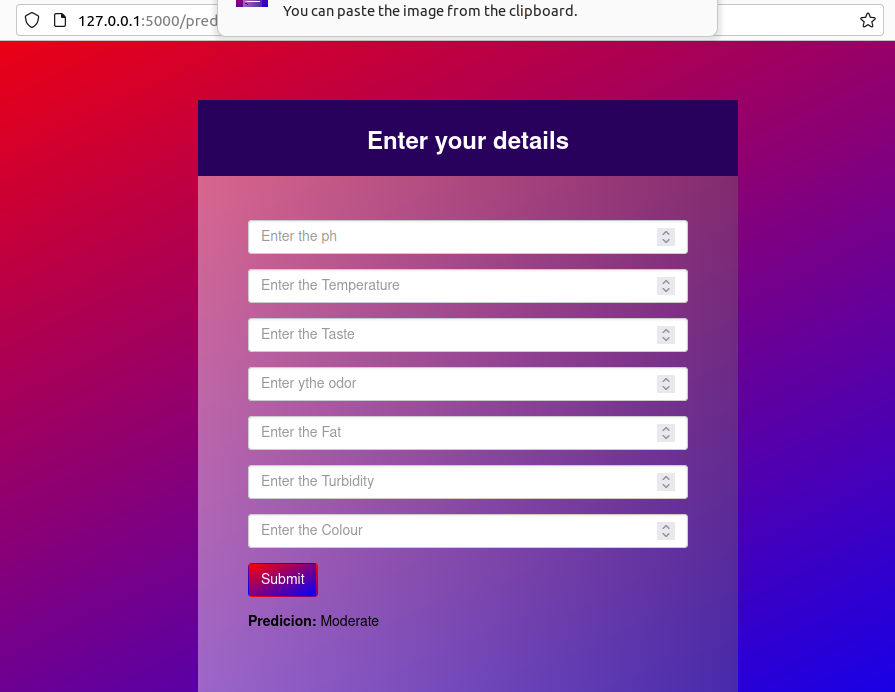 You can paste the image from the clipboard.
127.0.0.1:5000/pred
Enter your details
Enter the ph
Enter the Temperature
Enter the Taste
Enter ythe odor
Enter the Fat
Enter the Turbidity
Enter the Colour
Submit
Predicion: Moderate